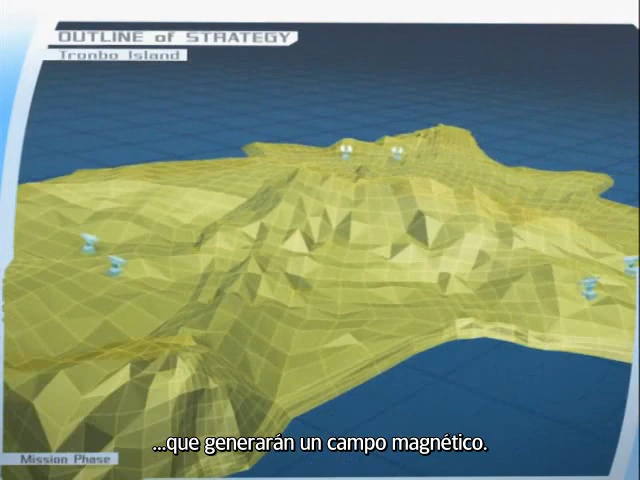 OUTLINE of STRATEGY
Tronbo Island
...que generarán un campo magnético.
Mission Phase